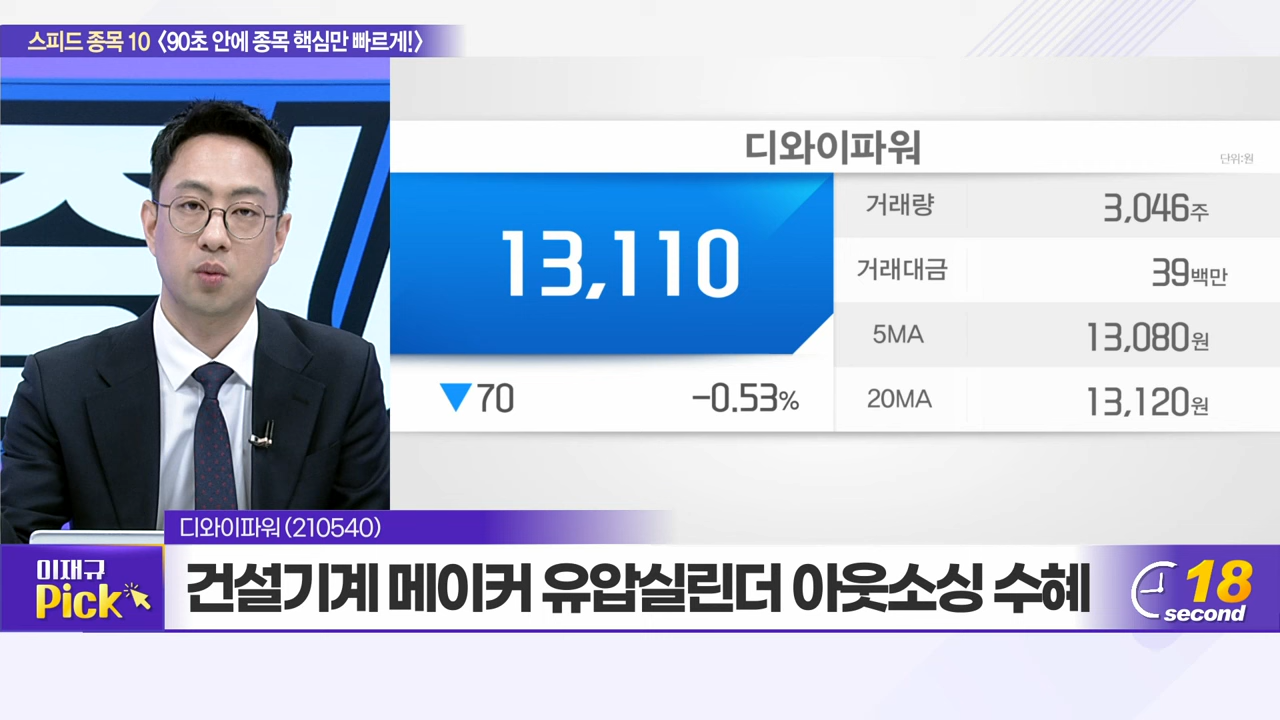 스피드 종목 10 〈90초 안에 종목 핵심만 빠르게!〉
디와이파워
단위:원
13,110
▼70 -0.53%
거래량 3,046주
거래대금 39백만
5MA 13,080원
20MA 13,120원
디와이파워(210540)
이재규
Pick
건설기계 메이커 유압실린더 아웃소싱 수혜
18
second